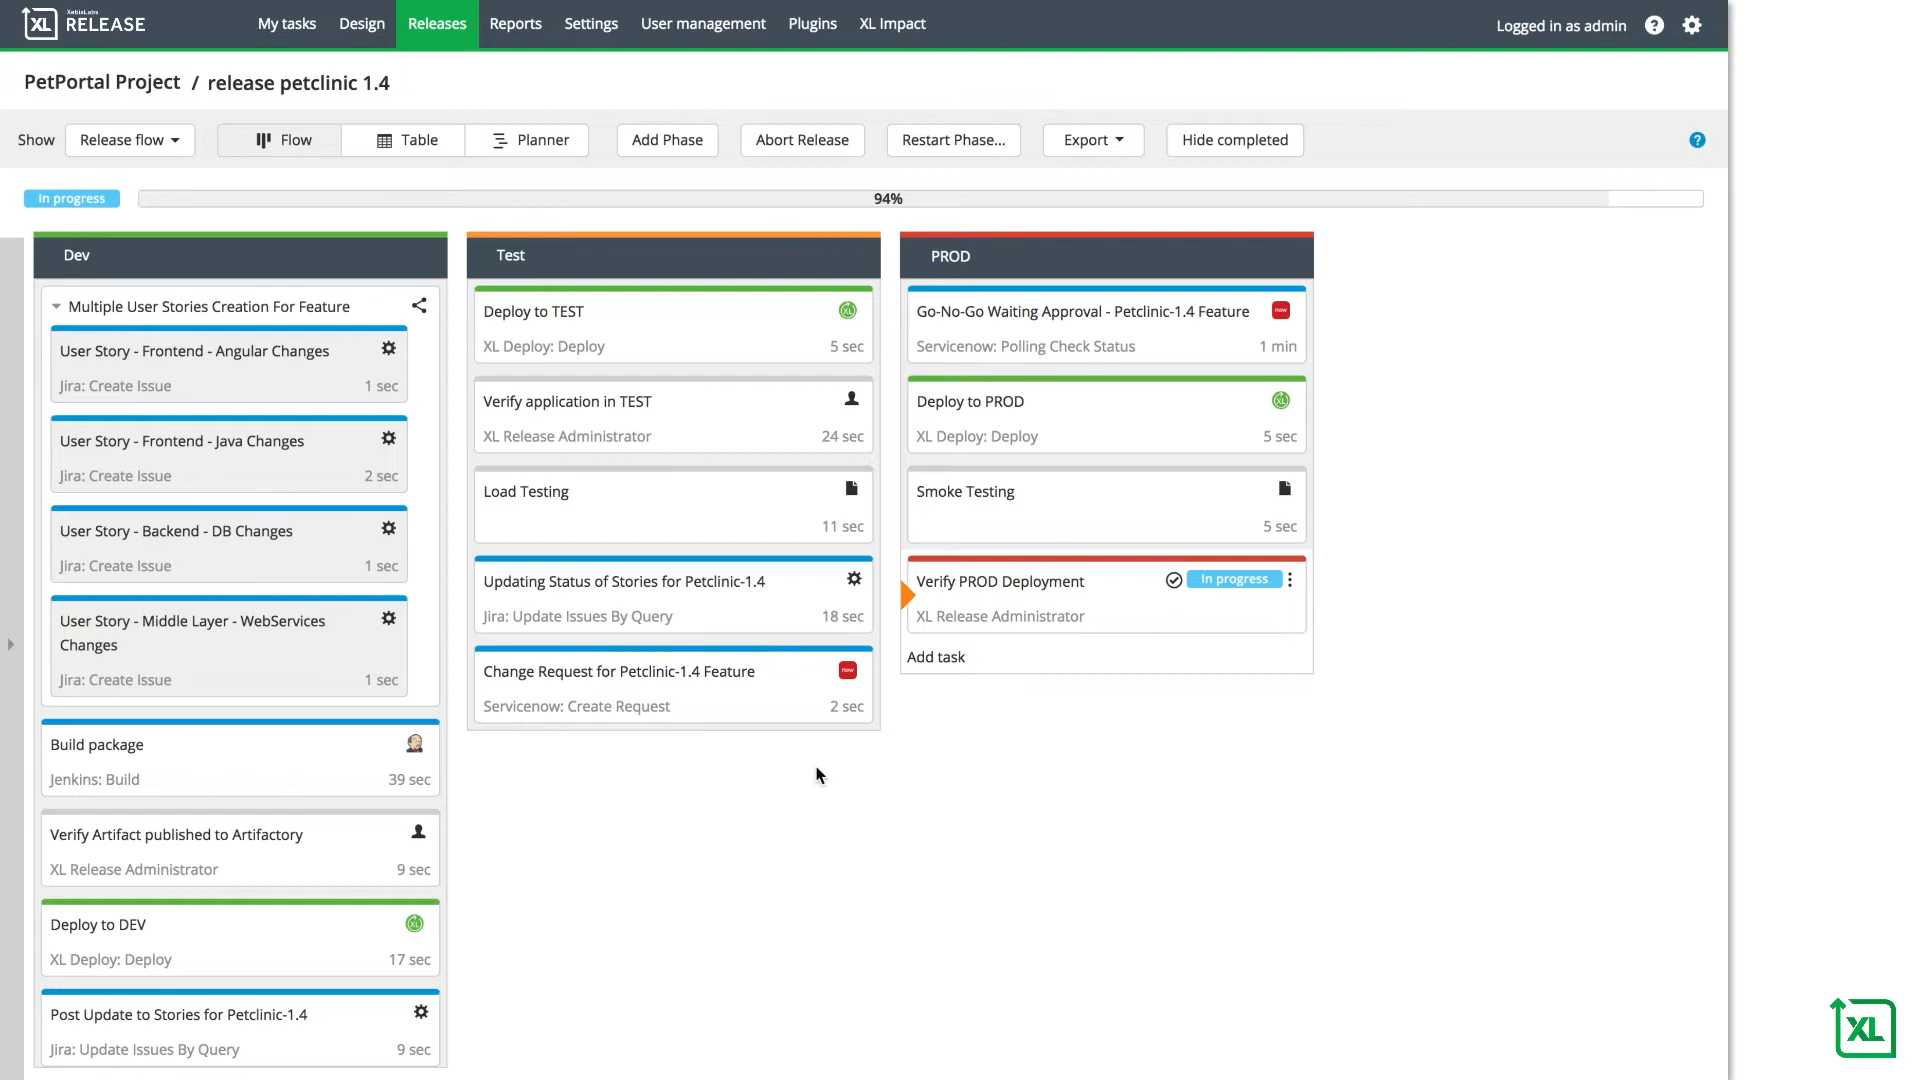 XebiaLabs
XL RELEASE
My tasks Design Releases Reports Settings User management Plugins XL Impact
Logged in as admin ?
PetPortal Project / release petclinic 1.4
Show Release flow Flow Table Planner Add Phase Abort Release Restart Phase... Export Hide completed ?
In progress 94%
Dev
Multiple User Stories Creation For Feature
User Story - Frontend - Angular Changes
Jira: Create Issue 1 sec
User Story - Frontend - Java Changes
Jira: Create Issue 2 sec
User Story - Backend - DB Changes
Jira: Create Issue 1 sec
User Story - Middle Layer - WebServices
Changes
Jira: Create Issue 1 sec
Build package
Jenkins: Build 39 sec
Verify Artifact published to Artifactory
XL Release Administrator 9 sec
Deploy to DEV XL
XL Deploy: Deploy 17 sec
Post Update to Stories for Petclinic-1.4
Jira: Update Issues By Query 9 sec
Test
Deploy to TEST XL
XL Deploy: Deploy 5 sec
Verify application in TEST
XL Release Administrator 24 sec
Load Testing
11 sec
Updating Status of Stories for Petclinic-1.4
Jira: Update Issues By Query 18 sec
Change Request for Petclinic-1.4 Feature now
Servicenow: Create Request 2 sec
PROD
Go-No-Go Waiting Approval - Petclinic-1.4 Feature now
Servicenow: Polling Check Status 1 min
Deploy to PROD XL
XL Deploy: Deploy 5 sec
Smoke Testing
5 sec
Verify PROD Deployment In progress
XL Release Administrator
Add task
XL